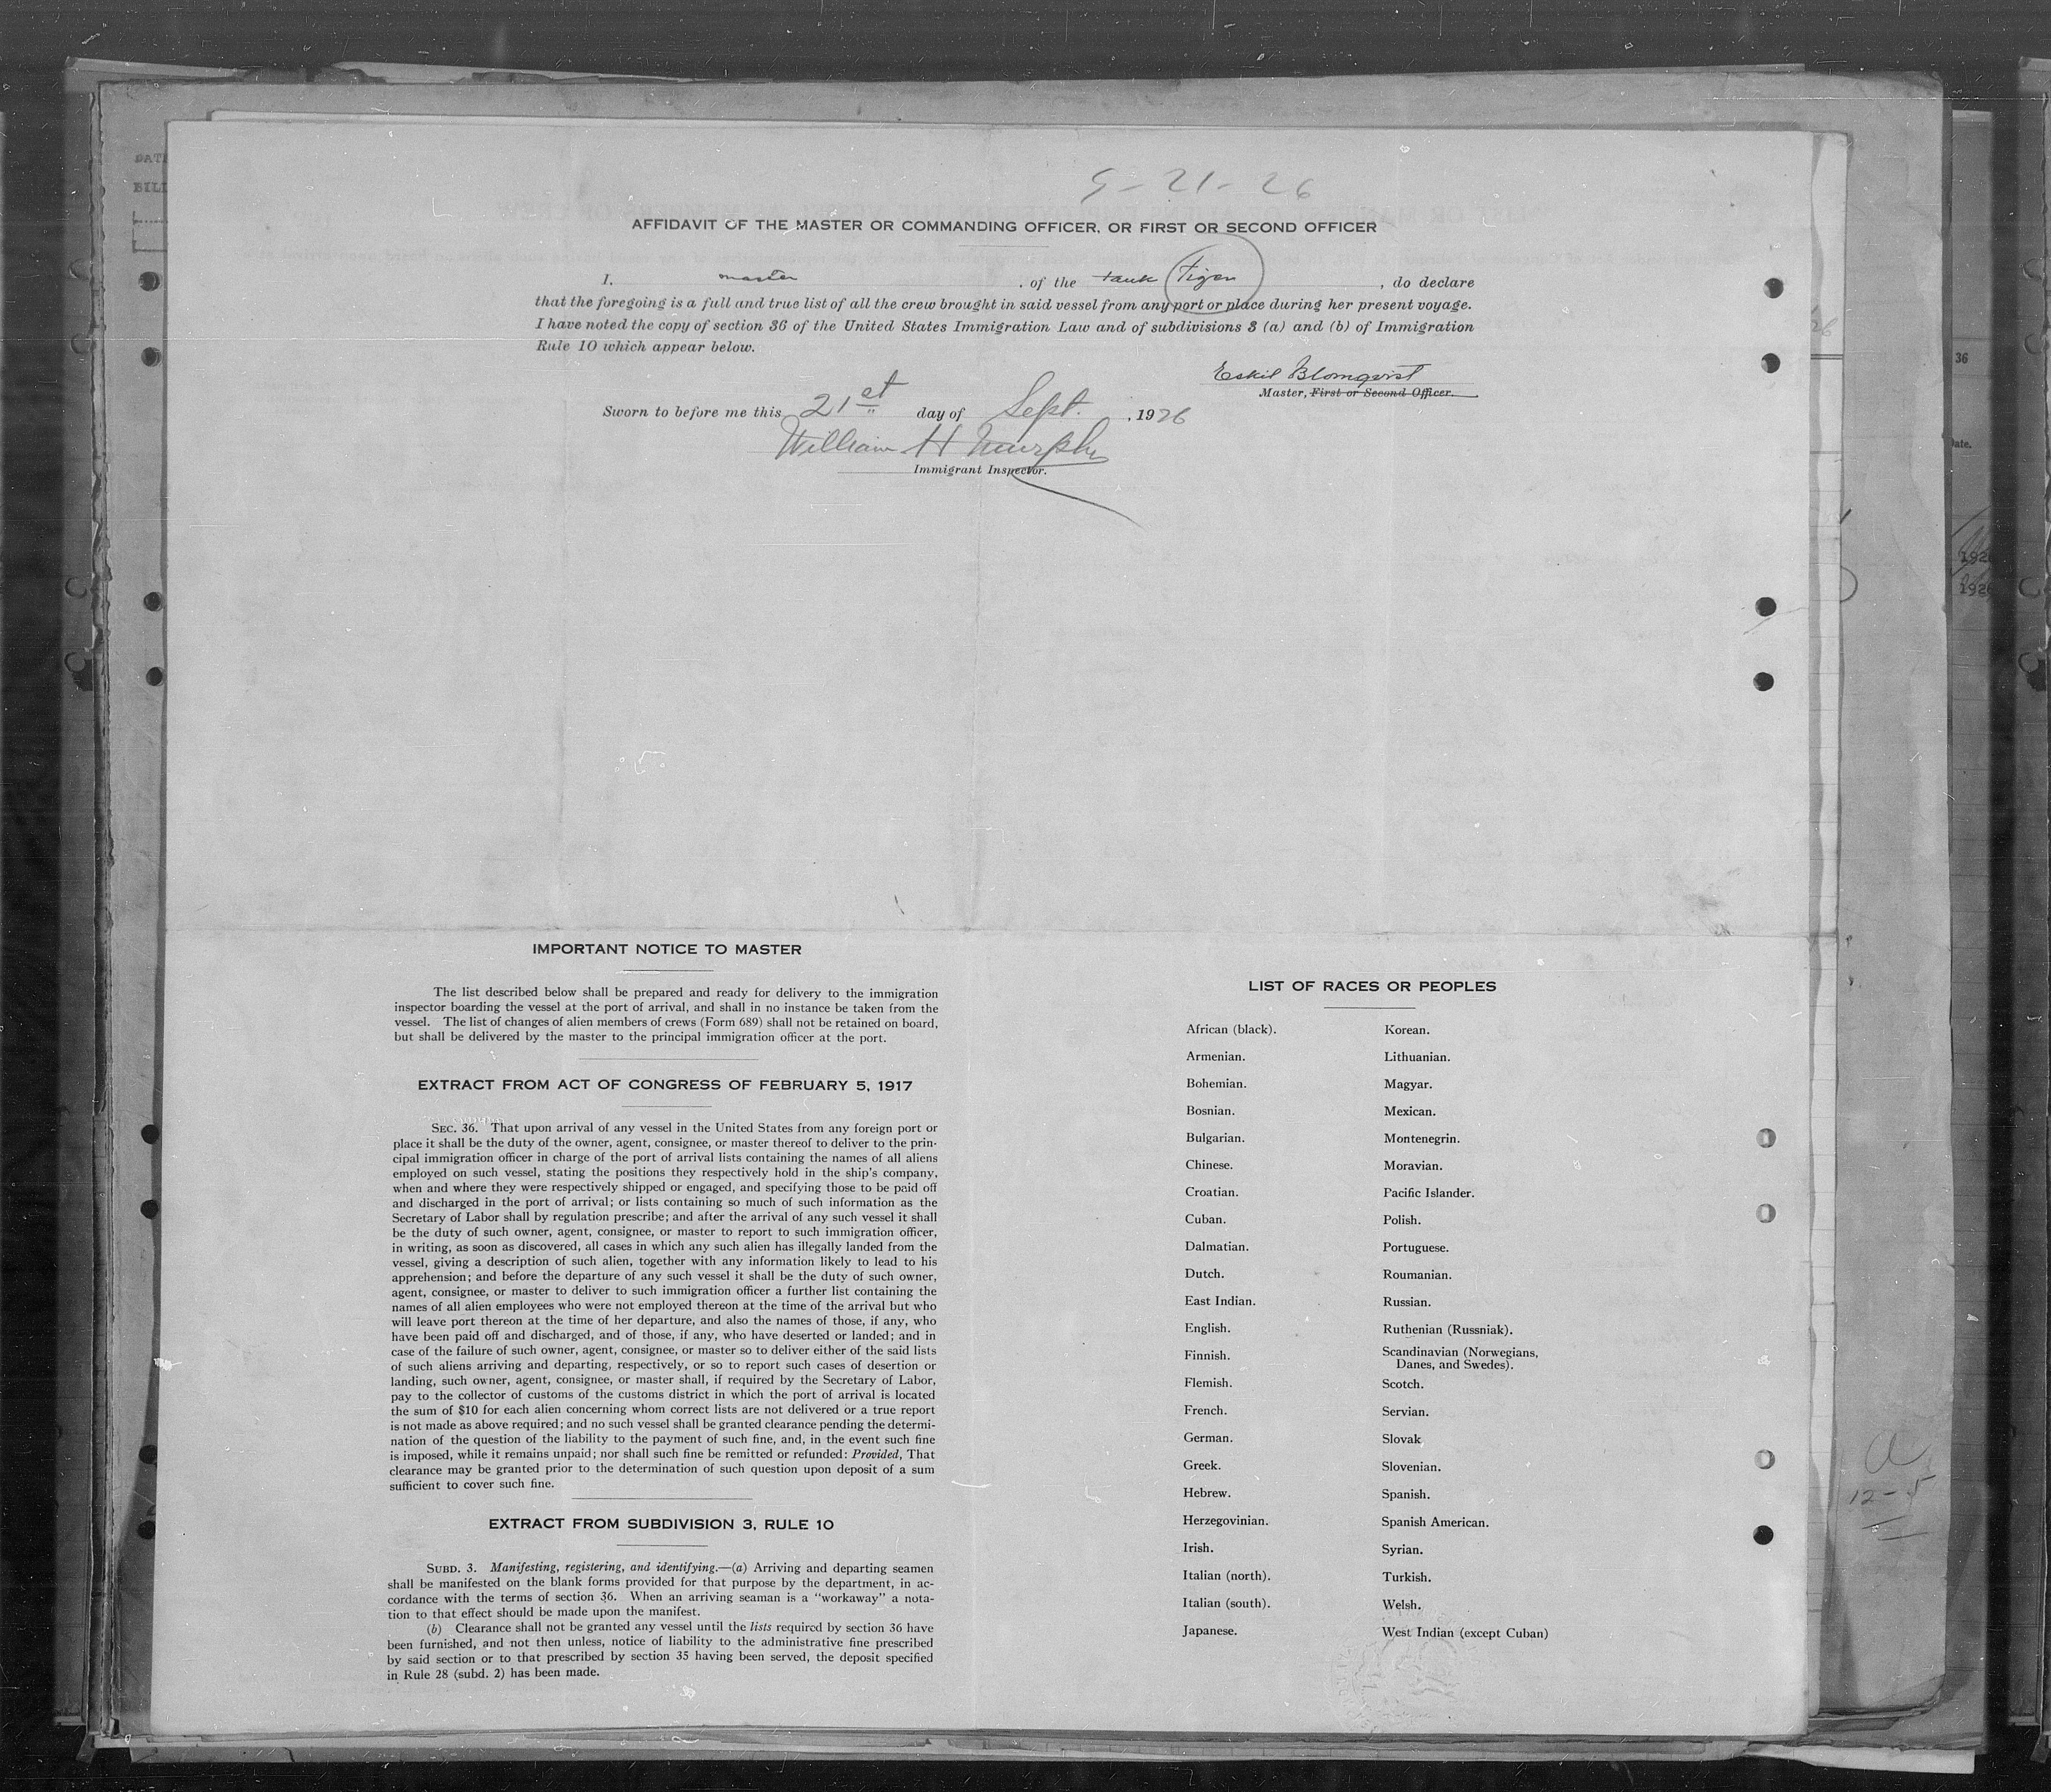 DATE
BILL
9-21-26
AFFIDAVIT OF THE MASTER OR COMMANDING OFFICER, OR FIRST OR SECOND OFFICER
I, master, of the tank Tiger, do declare
that the foregoing is a full and true list of all the crew brought in said vessel from any port or place during her present voyage.
I have noted the copy of section 36 of the United States Immigration Law and of subdivisions 3 (a) and (b) of Immigration
Rule 10 which appear below.
Eskil Blomqvist
Master, First or Second Officer.
Sworn to before me this 21st day of Sept., 1926
William H Murphy
Immigrant Inspector.
36
Date.
192
192
IMPORTANT NOTICE TO MASTER
The list described below shall be prepared and ready for delivery to the immigration
inspector boarding the vessel at the port of arrival, and shall in no instance be taken from the
vessel. The list of changes of alien members of crews (Form 689) shall not be retained on board,
but shall be delivered by the master to the principal immigration officer at the port.
EXTRACT FROM ACT OF CONGRESS OF FEBRUARY 5, 1917
SEC. 36. That upon arrival of any vessel in the United States from any foreign port or
place it shall be the duty of the owner, agent, consignee, or master thereof to deliver to the prin-
cipal immigration officer in charge of the port of arrival lists containing the names of all aliens
employed on such vessel, stating the positions they respectively hold in the ship's company,
when and where they were respectively shipped or engaged, and specifying those to be paid off
and discharged in the port of arrival; or lists containing so much of such information as the
Secretary of Labor shall by regulation prescribe; and after the arrival of any such vessel it shall
be the duty of such owner, agent, consignee, or master to report to such immigration officer,
in writing, as soon as discovered, all cases in which any such alien has illegally landed from the
vessel, giving a description of such alien, together with any information likely to lead to his
apprehension; and before the departure of any such vessel it shall be the duty of such owner,
agent, consignee, or master to deliver to such immigration officer a further list containing the
names of all alien employees who were not employed thereon at the time of the arrival but who
will leave port thereon at the time of her departure, and also the names of those, if any, who
have been paid off and discharged, and of those, if any, who have deserted or landed; and in
case of the failure of such owner, agent, consignee, or master so to deliver either of the said lists
of such aliens arriving and departing, respectively, or so to report such cases of desertion or
landing, such owner, agent, consignee, or master shall, if required by the Secretary of Labor,
pay to the collector of customs of the customs district in which the port of arrival is located
the sum of $10 for each alien concerning whom correct lists are not delivered or a true report
is not made as above required; and no such vessel shall be granted clearance pending the determi-
nation of the question of the liability to the payment of such fine, and, in the event such fine
is imposed, while it remains unpaid; nor shall such fine be remitted or refunded: Provided, That
clearance may be granted prior to the determination of such question upon deposit of a sum
sufficient to cover such fine.
EXTRACT FROM SUBDIVISION 3, RULE 10
SUBD. 3. Manifesting, registering, and identifying.—(a) Arriving and departing seamen
shall be manifested on the blank forms provided for that purpose by the department, in ac-
cordance with the terms of section 36. When an arriving seaman is a "workaway" a nota-
tion to that effect should be made upon the manifest.
(b) Clearance shall not be granted any vessel until the lists required by section 36 have
been furnished, and not then unless, notice of liability to the administrative fine prescribed
by said section or to that prescribed by section 35 having been served, the deposit specified
in Rule 28 (subd. 2) has been made.
LIST OF RACES OR PEOPLES
African (black).
Armenian.
Bohemian.
Bosnian.
Bulgarian.
Chinese.
Croatian.
Cuban.
Dalmatian.
Dutch.
East Indian.
English.
Finnish.
Flemish.
French.
German.
Greek.
Hebrew.
Herzegovinian.
Irish.
Italian (north).
Italian (south).
Japanese.
Korean.
Lithuanian.
Magyar.
Mexican.
Montenegrin.
Moravian.
Pacific Islander.
Polish.
Portuguese.
Roumanian.
Russian.
Ruthenian (Russniak).
Scandinavian (Norwegians,
Danes, and Swedes).
Scotch.
Servian.
Slovak
Slovenian.
Spanish.
Spanish American.
Syrian.
Turkish.
Welsh.
West Indian (except Cuban)
12-5